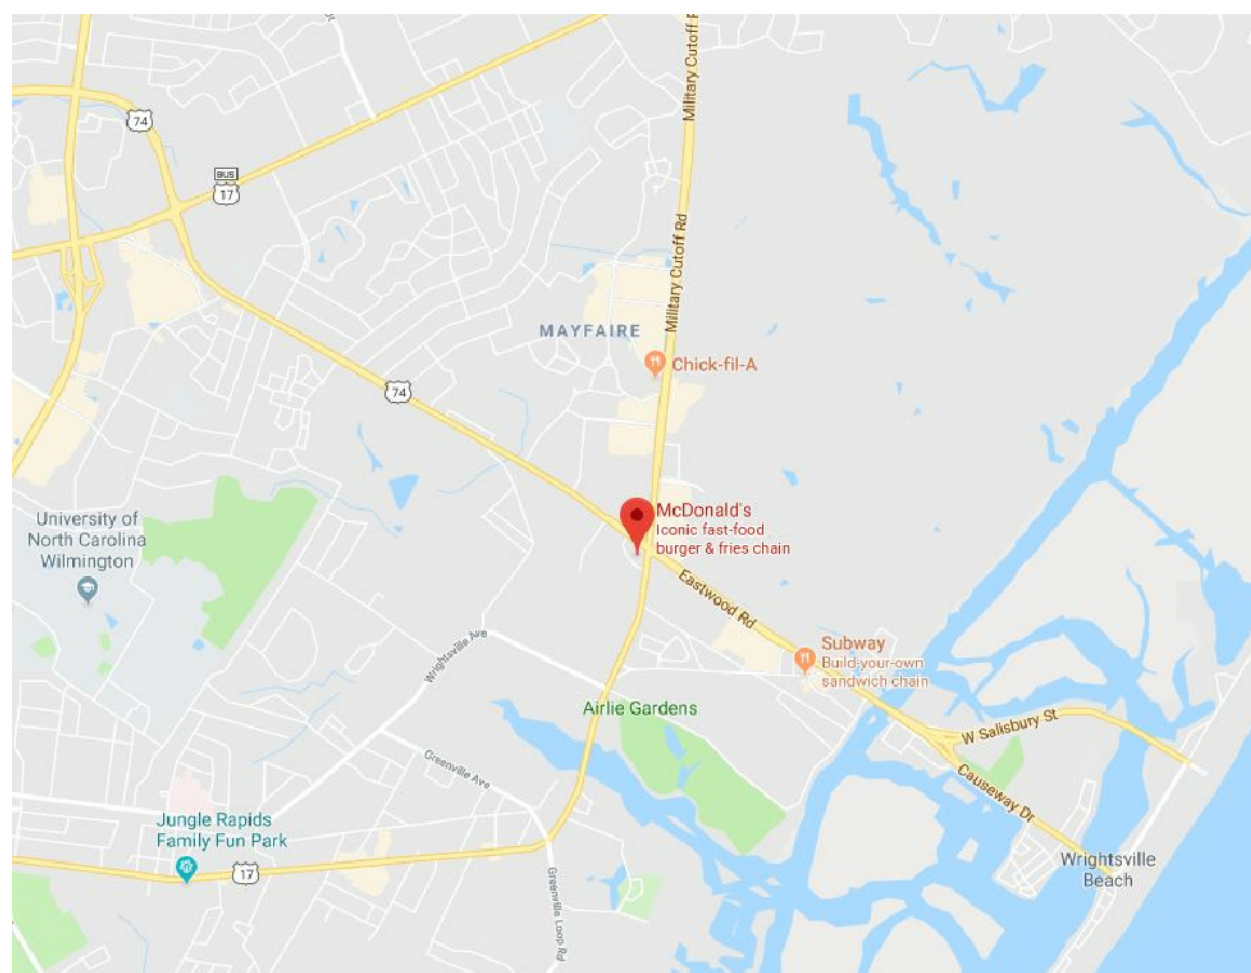 Military Cutoff R
74
BUS
17
Military Cutoff Rd
MAYFAIRE
Chick-fil-A
74
McDonald's
Iconic fast-food
burger & fries chain
University of
North Carolina
Wilmington
Eastwood Rd
Wrightsville Ave
Subway
Build-your-own
sandwich chain
Airlie Gardens
W Salisbury St
Greenville Ave
Causeway Dr
Jungle Rapids
Family Fun Park
17
Wrightsville
Beach
Greenville Loop Rd